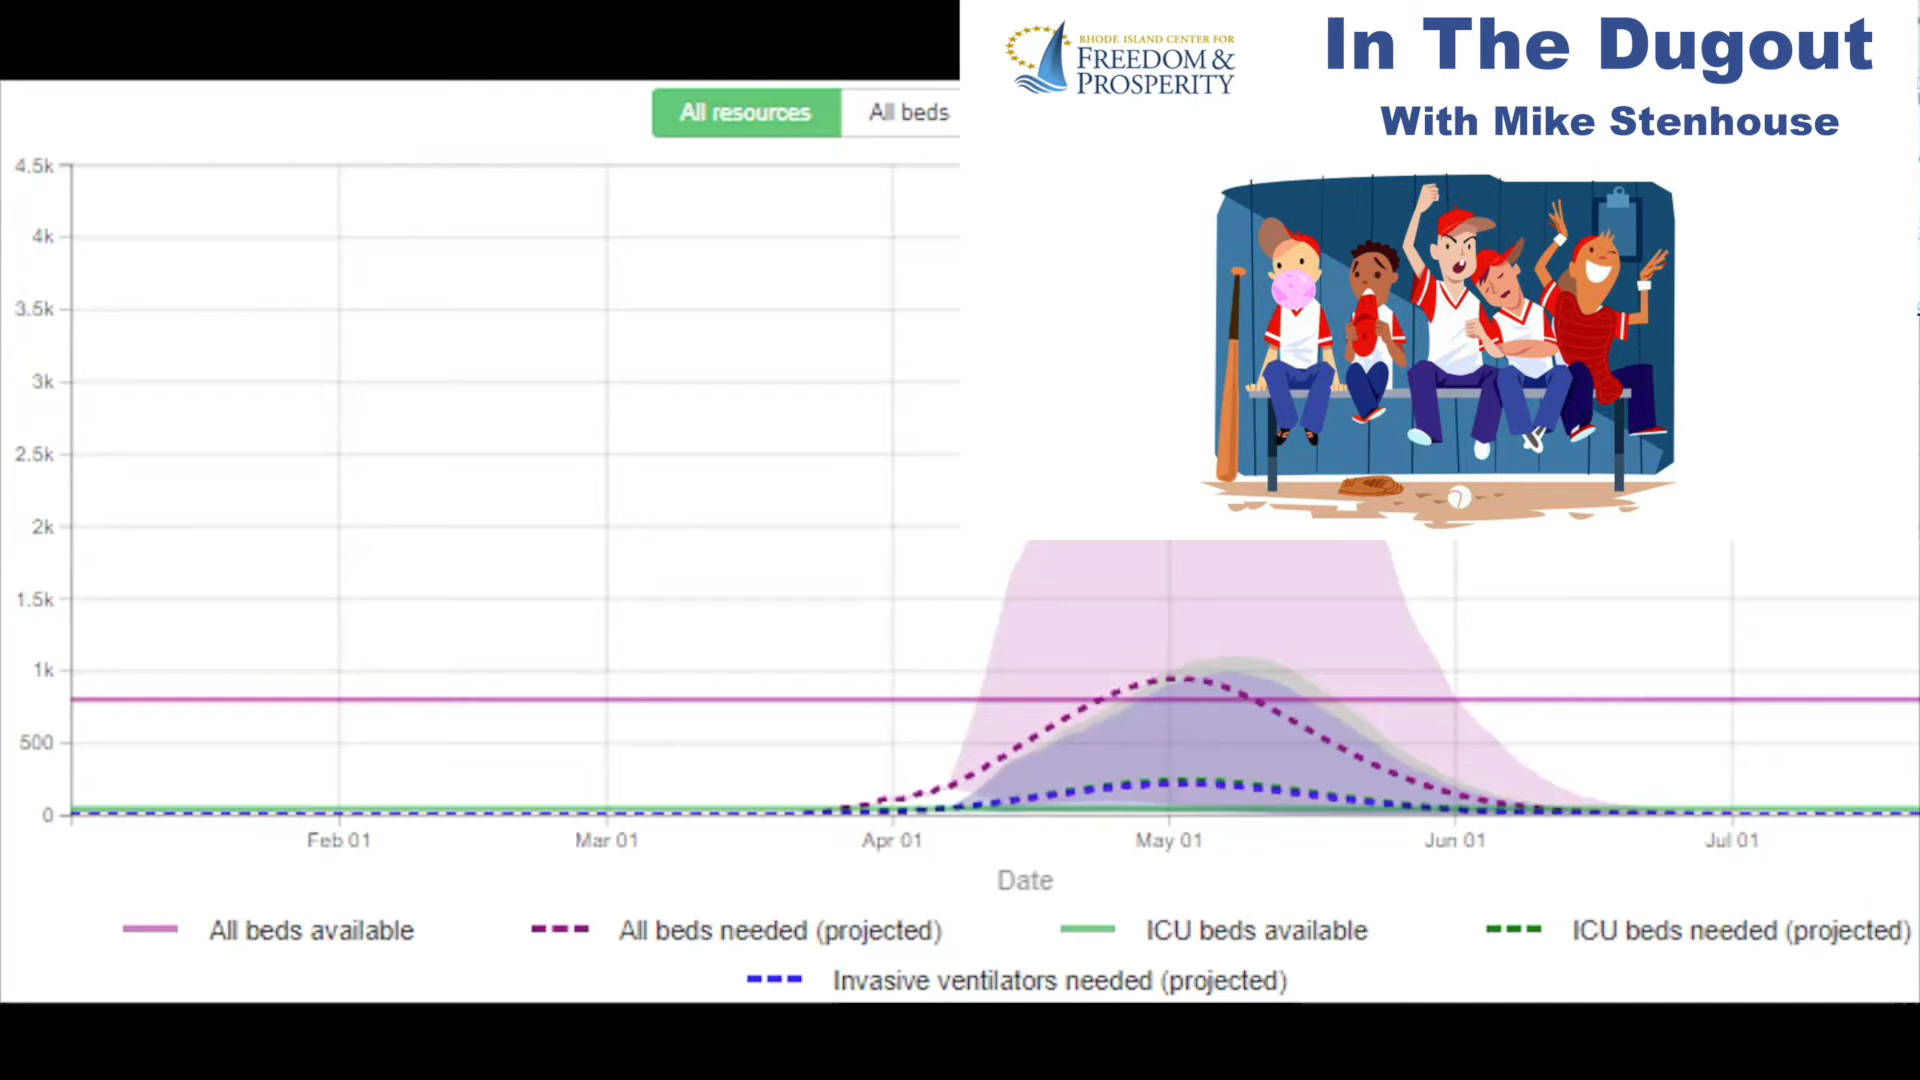 RHODE ISLAND CENTER FOR
FREEDOM &
PROSPERITY
In The Dugout
With Mike Stenhouse
All resources
All beds
4.5k
4k
3.5k
3k
2.5k
2k
1.5k
1k
500
0
Feb 01
Mar 01
Apr 01
May 01
Jun 01
Jul 01
Date
All beds available
All beds needed (projected)
ICU beds available
ICU beds needed (projected)
Invasive ventilators needed (projected)